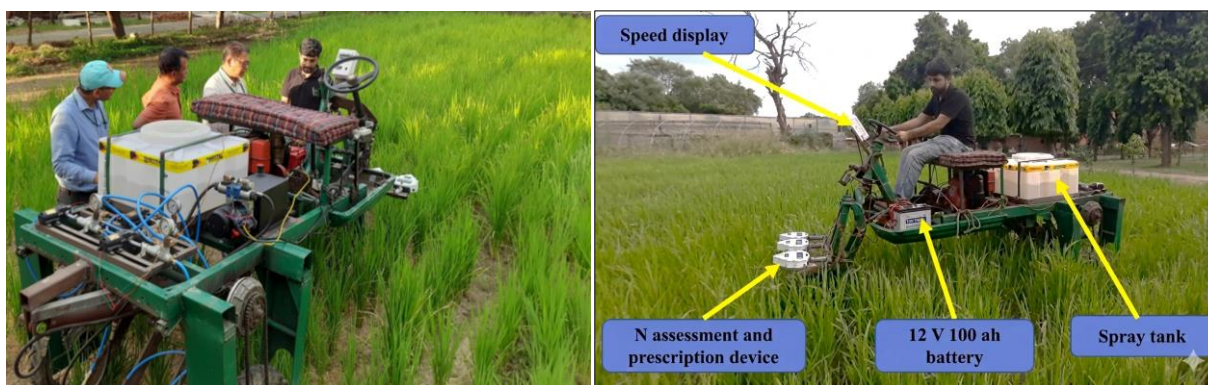 Speed display
N assessment and
prescription device
12 V 100 ah
battery
Spray tank